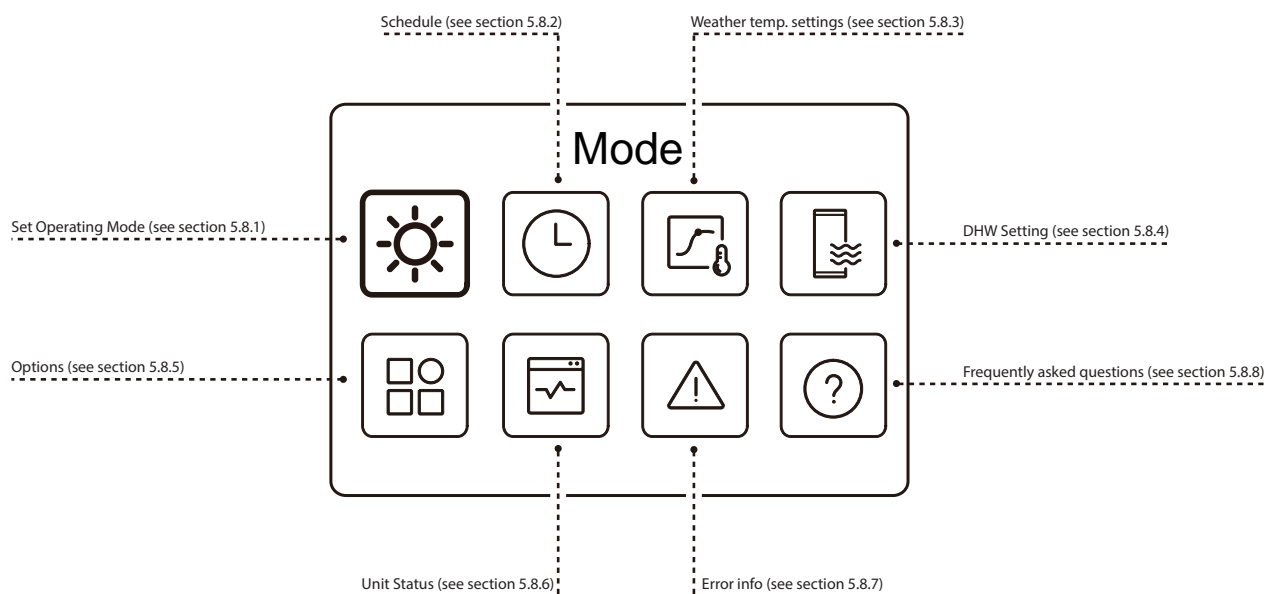 Schedule (see section 5.8.2)
Weather temp. settings (see section 5.8.3)
Mode
Set Operating Mode (see section 5.8.1)
DHW Setting (see section 5.8.4)
Options (see section 5.8.5)
Frequently asked questions (see section 5.8.8)
Unit Status (see section 5.8.6)
Error info (see section 5.8.7)